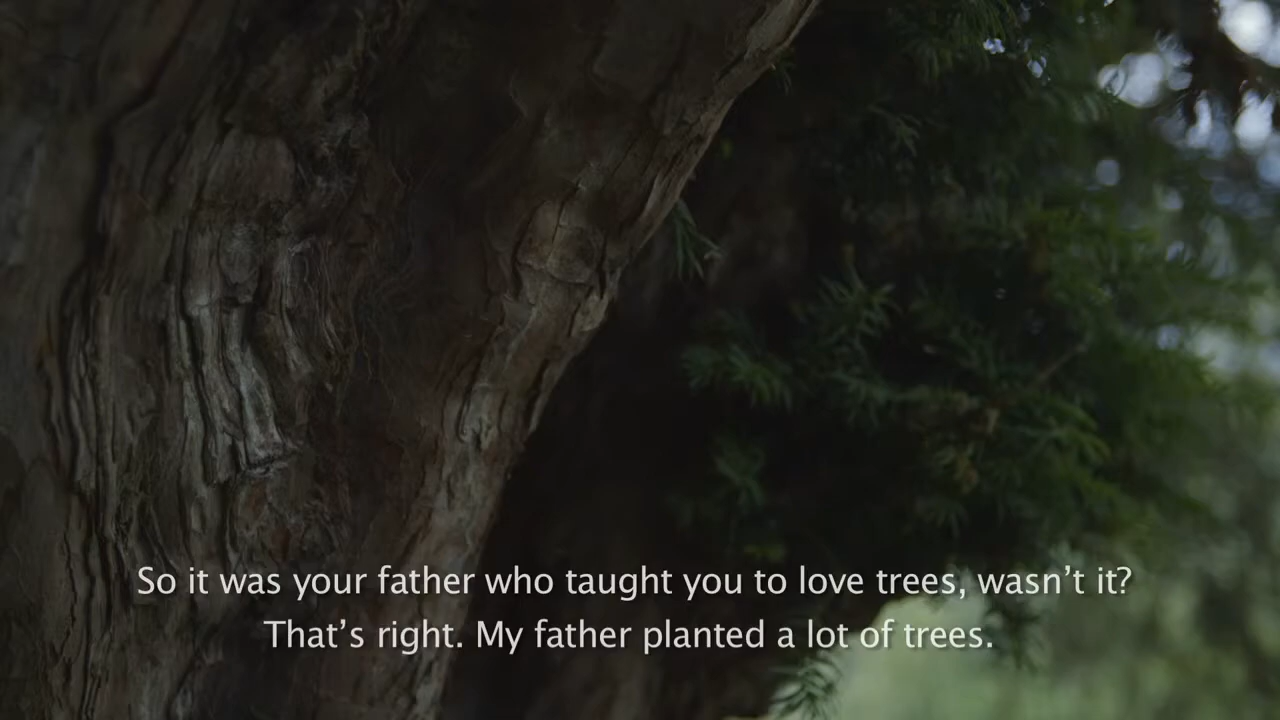 So it was your father who taught you to love trees, wasn’t it?
That’s right. My father planted a lot of trees.